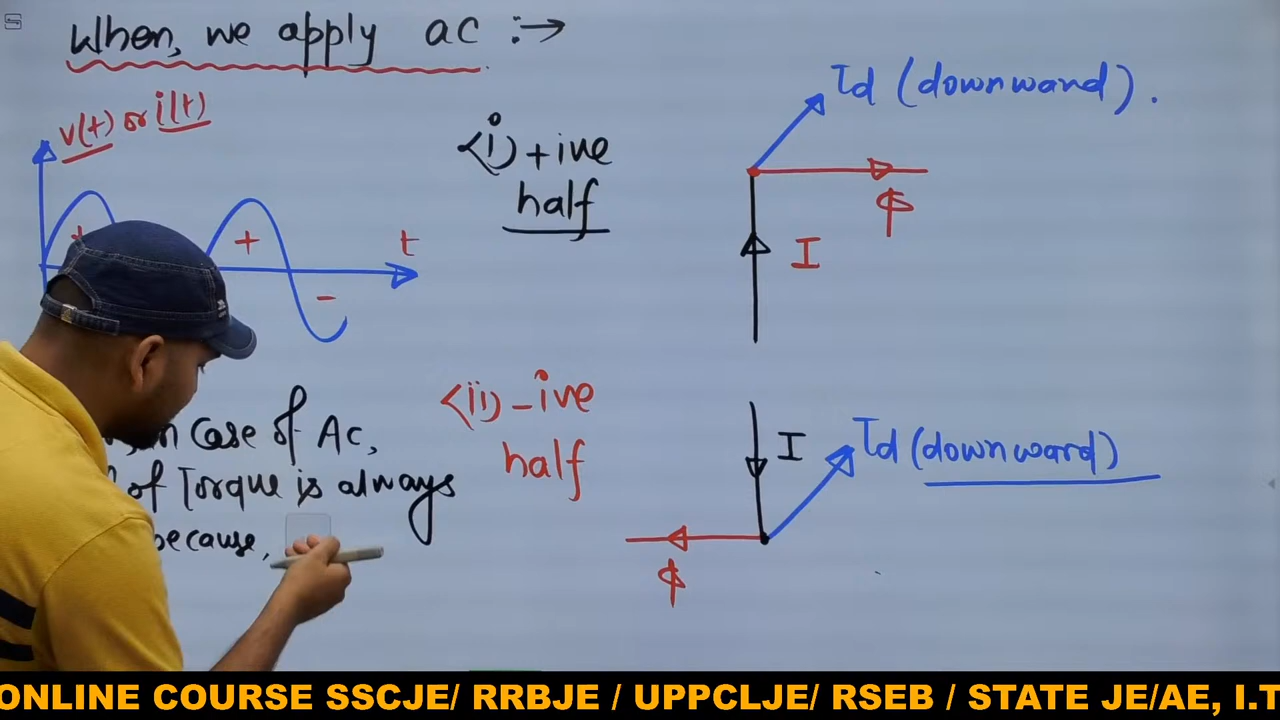 When, we apply ac :→
v(t) or i(t)
+
+
-
t
<i) +ive
half
Td (downward).
I
ϕ
<ii) -ive
half
I
Td (downward)
ϕ
in Case of Ac,
of Torque is always
because,
ONLINE COURSE SSCJE/ RRBJE / UPPCLJE/ RSEB / STATE JE/AE, I.T